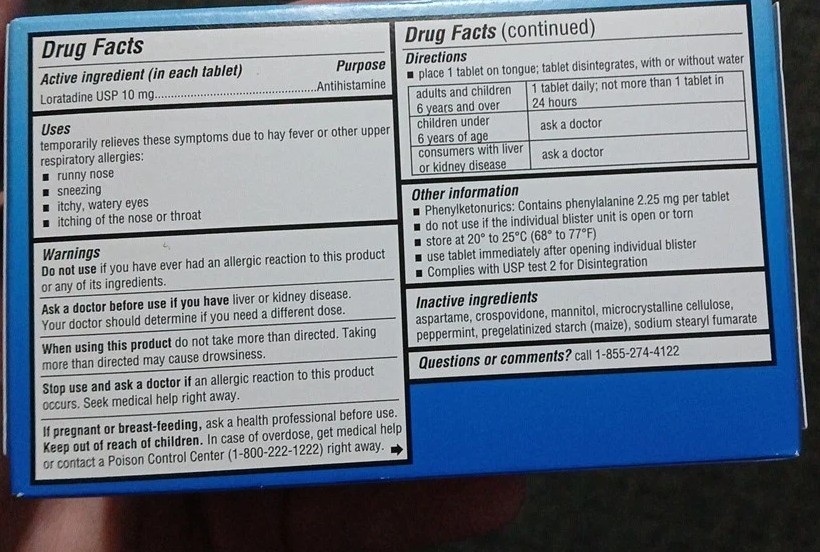 Drug Facts
Active ingredient (in each tablet) Purpose
Loratadine USP 10 mg..................................................Antihistamine
Uses
temporarily relieves these symptoms due to hay fever or other upper
respiratory allergies:
■ runny nose
■ sneezing
■ itchy, watery eyes
■ itching of the nose or throat
Warnings
Do not use if you have ever had an allergic reaction to this product
or any of its ingredients.
Ask a doctor before use if you have liver or kidney disease.
Your doctor should determine if you need a different dose.
When using this product do not take more than directed. Taking
more than directed may cause drowsiness.
Stop use and ask a doctor if an allergic reaction to this product
occurs. Seek medical help right away.
If pregnant or breast-feeding, ask a health professional before use.
Keep out of reach of children. In case of overdose, get medical help
or contact a Poison Control Center (1-800-222-1222) right away.
Drug Facts (continued)
Directions
■ place 1 tablet on tongue; tablet disintegrates, with or without water
adults and children
6 years and over
1 tablet daily; not more than 1 tablet in
24 hours
children under
6 years of age
ask a doctor
consumers with liver
or kidney disease
ask a doctor
Other information
■ Phenylketonurics: Contains phenylalanine 2.25 mg per tablet
■ do not use if the individual blister unit is open or torn
■ store at 20° to 25°C (68° to 77°F)
■ use tablet immediately after opening individual blister
■ Complies with USP test 2 for Disintegration
Inactive ingredients
aspartame, crospovidone, mannitol, microcrystalline cellulose,
peppermint, pregelatinized starch (maize), sodium stearyl fumarate
Questions or comments? call 1-855-274-4122